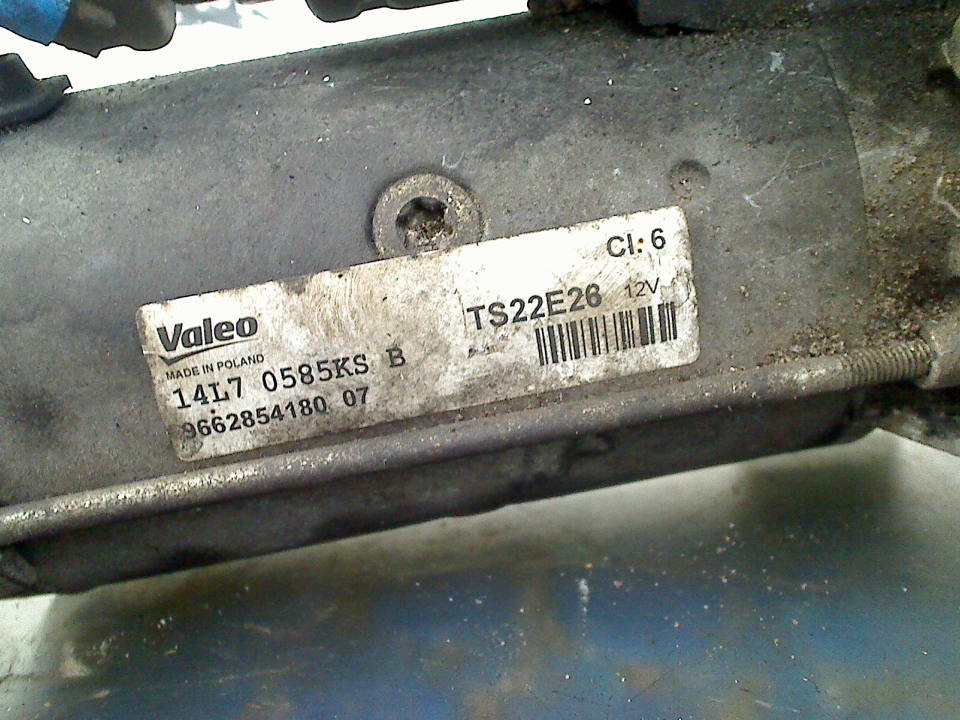 CI: 6
Valeo
TS22E26 12V
MADE IN POLAND
14L7 0585KS B
9662854180 07